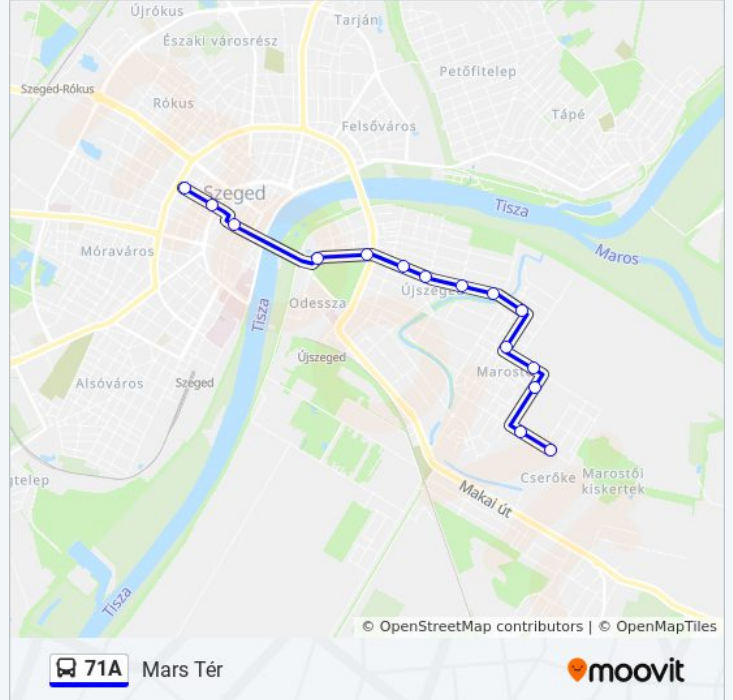 Újrókus
Tarján
Északi városrész
Petőfitelep
Szeged-Rókus
Rókus
Tápé
Felsőváros
Szeged
Tisza
Móraváros
Maros
Újszeged
Odessza
Tisza
Újszeged
Marostő
Alsóváros
Szeged
Cserőke
Marostői
kiskertek
gtelep
Makai út
Tisza
© OpenStreetMap contributors | © OpenMapTiles
71A Mars Tér
moovit